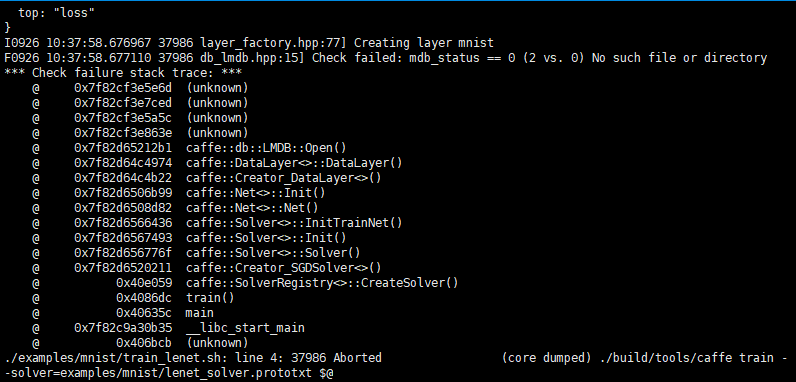 top: "loss"
}
I0926 10:37:58.676967 37986 layer_factory.hpp:77] Creating layer mnist
F0926 10:37:58.677110 37986 db_lmdb.hpp:15] Check failed: mdb_status == 0 (2 vs. 0) No such file or directory
*** Check failure stack trace: ***
@ 0x7f82cf3e5e6d (unknown)
@ 0x7f82cf3e7ced (unknown)
@ 0x7f82cf3e5a5c (unknown)
@ 0x7f82cf3e863e (unknown)
@ 0x7f82d65212b1 caffe::db::LMDB::Open()
@ 0x7f82d64c4974 caffe::DataLayer<>::DataLayer()
@ 0x7f82d64c4b22 caffe::Creator_DataLayer<>()
@ 0x7f82d6506b99 caffe::Net<>::Init()
@ 0x7f82d6508d82 caffe::Net<>::Net()
@ 0x7f82d6566436 caffe::Solver<>::InitTrainNet()
@ 0x7f82d6567493 caffe::Solver<>::Init()
@ 0x7f82d656776f caffe::Solver<>::Solver()
@ 0x7f82d6520211 caffe::Creator_SGDSolver<>()
@ 0x40e059 caffe::SolverRegistry<>::CreateSolver()
@ 0x4086dc train()
@ 0x40635c main
@ 0x7f82c9a30b35 __libc_start_main
@ 0x406bcb (unknown)
./examples/mnist/train_lenet.sh: line 4: 37986 Aborted (core dumped) ./build/tools/caffe train -
-solver=examples/mnist/lenet_solver.prototxt $@